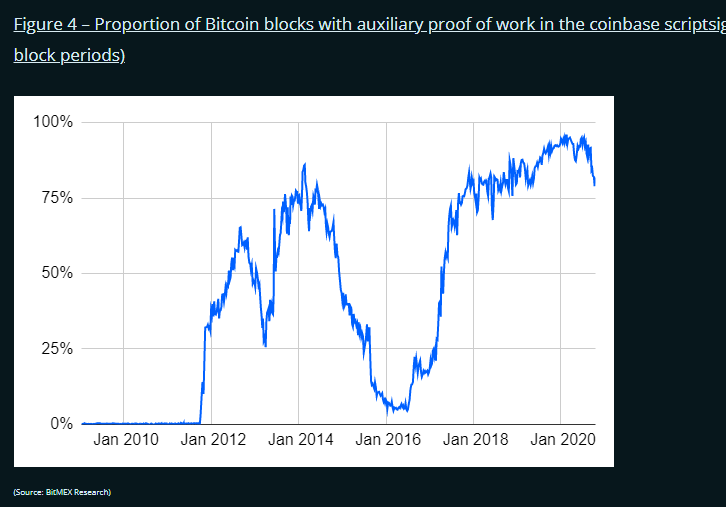 Figure 4 – Proportion of Bitcoin blocks with auxiliary proof of work in the coinbase
block periods)
100%
75%
50%
25%
0%
Jan 2010 Jan 2012 Jan 2014 Jan 2016 Jan 2018 Jan 2020
(Source: BitMEX Research)